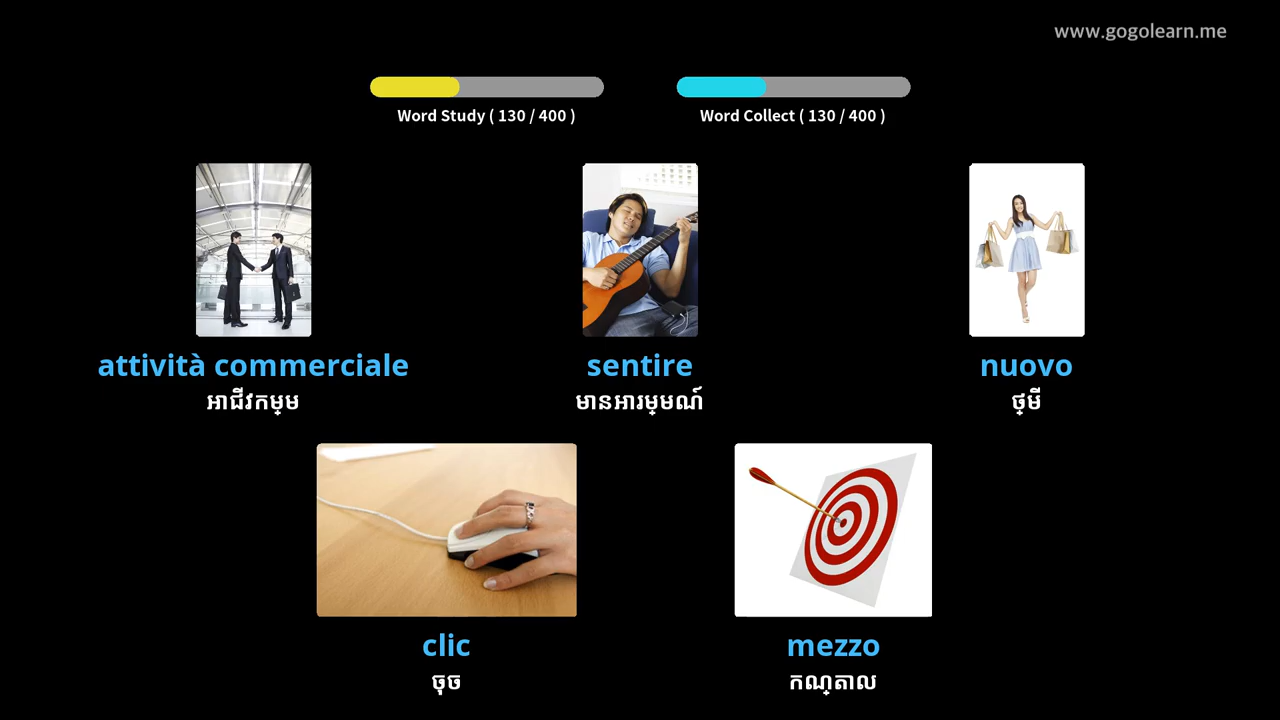 www.gogolearn.me
Word Study ( 130 / 400 )
Word Collect ( 130 / 400 )
attività commerciale
អាជីវកម្ម
sentire
មានអារម្មណ៍
nuovo
ថ្មី
clic
ចុច
mezzo
កណ្តាល